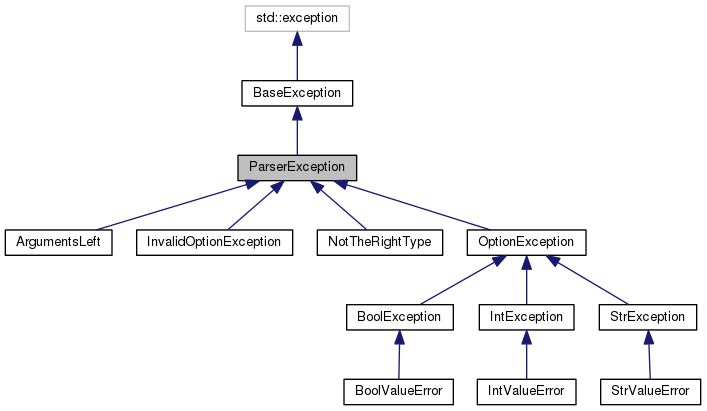 std::exception
BaseException
ParserException
ArgumentsLeft
InvalidOptionException
NotTheRightType
OptionException
BoolException
IntException
StrException
BoolValueError
IntValueError
StrValueError